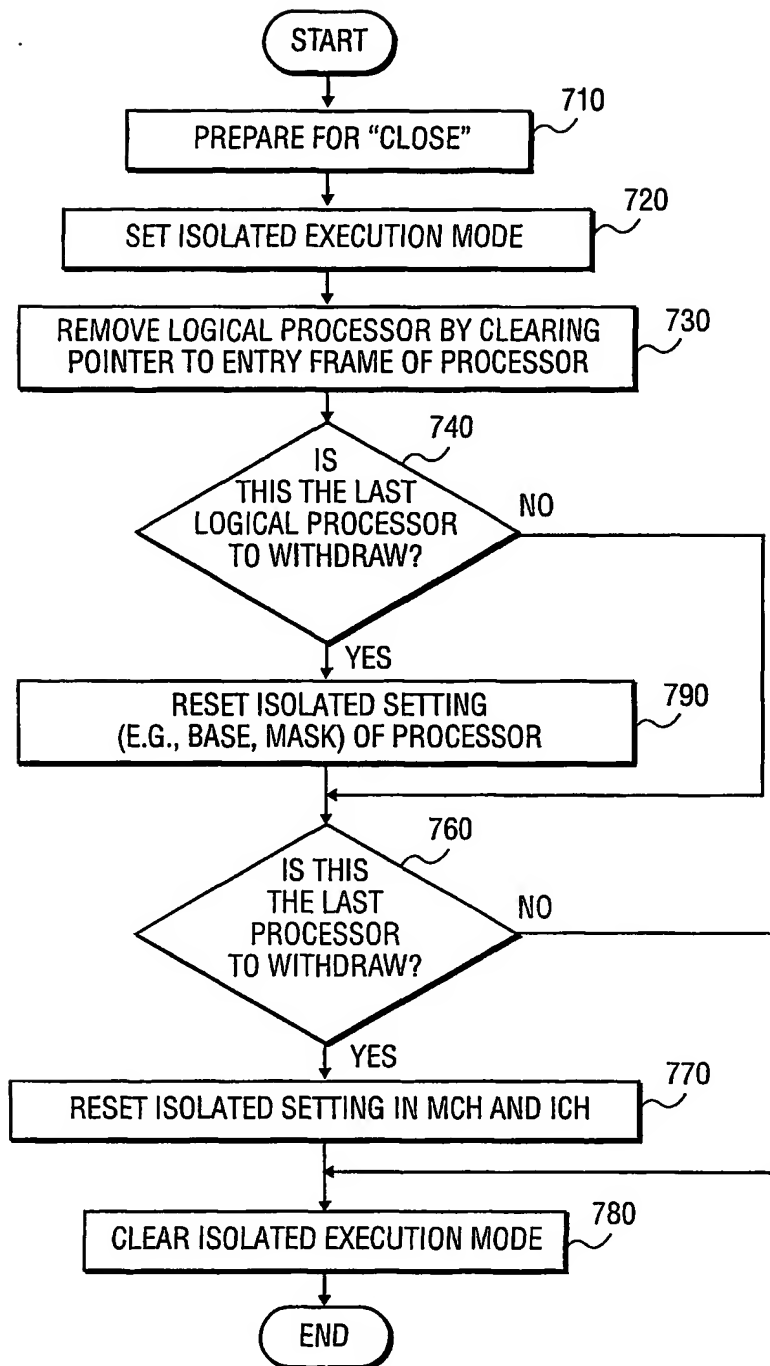 START
710
PREPARE FOR "CLOSE"
720
SET ISOLATED EXECUTION MODE
730
REMOVE LOGICAL PROCESSOR BY CLEARING
POINTER TO ENTRY FRAME OF PROCESSOR
740
IS
THIS THE LAST
LOGICAL PROCESSOR
TO WITHDRAW?
NO
YES
790
RESET ISOLATED SETTING
(E.G., BASE, MASK) OF PROCESSOR
760
IS THIS
THE LAST
PROCESSOR
TO WITHDRAW?
NO
YES
770
RESET ISOLATED SETTING IN MCH AND ICH
780
CLEAR ISOLATED EXECUTION MODE
END